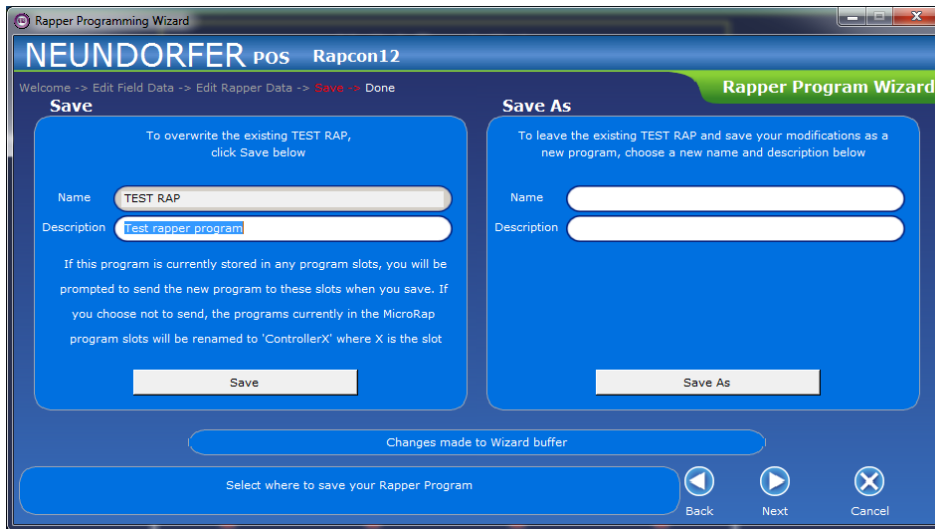 Rapper Programming Wizard
NEUNDORFER POS Rapcon12
Welcome -> Edit Field Data -> Edit Rapper Data -> Save -> Done
Rapper Program Wizard
Save
To overwrite the existing TEST RAP,
click Save below
Name TEST RAP
Description Test rapper program
If this program is currently stored in any program slots, you will be
prompted to send the new program to these slots when you save. If
you choose not to send, the programs currently in the MicroRap
program slots will be renamed to 'ControllerX' where X is the slot
Save
Save As
To leave the existing TEST RAP and save your modifications as a
new program, choose a new name and description below
Name
Description
Save As
Changes made to Wizard buffer
Select where to save your Rapper Program
Back Next Cancel